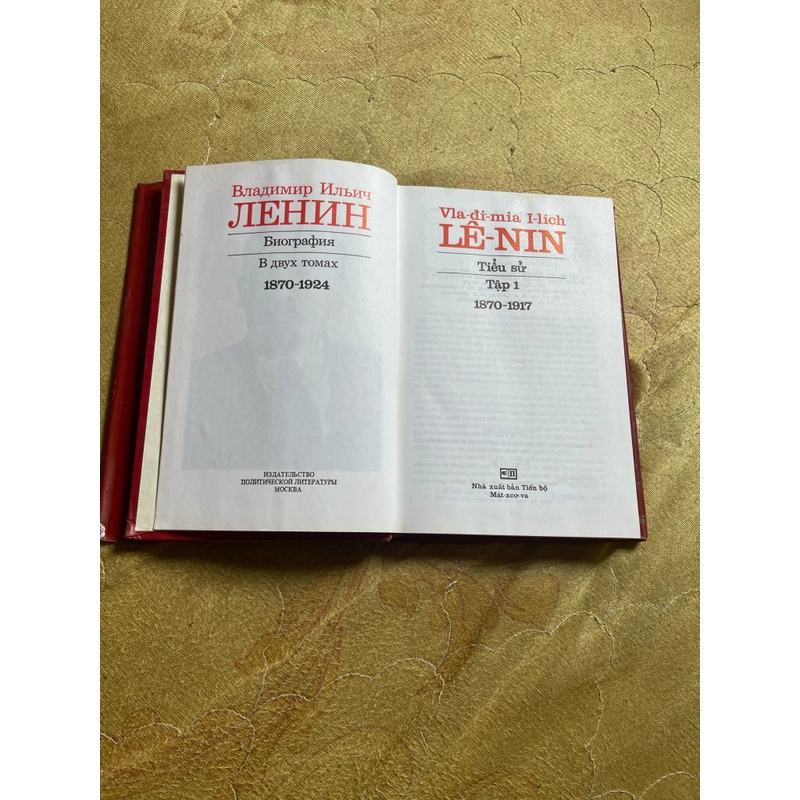 Владимир Ильич
ЛЕНИН
Биография
В двух томах
1870-1924
ИЗДАТЕЛЬСТВО
ПОЛИТИЧЕСКОЙ ЛИТЕРАТУРЫ
МОСКВА
Vla-đi-mia I-lích
LÊ-NIN
Tiểu sử
Tập 1
1870-1917
Nhà xuất bản Tiến bộ
Mát-xcơ-va